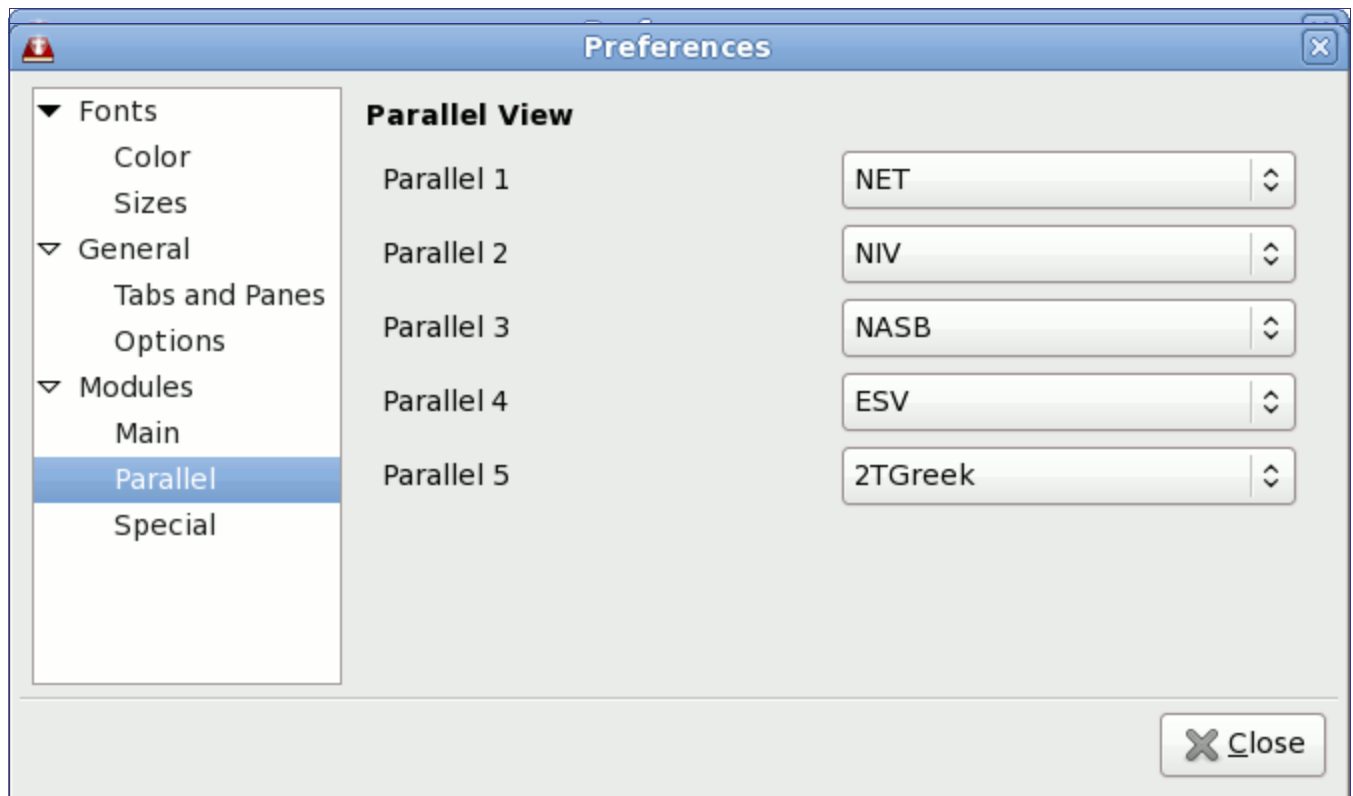 Preferences
Fonts
Color
Sizes
General
Tabs and Panes
Options
Modules
Main
Parallel
Special
Parallel View
Parallel 1 NET
Parallel 2 NIV
Parallel 3 NASB
Parallel 4 ESV
Parallel 5 2TGreek
Close